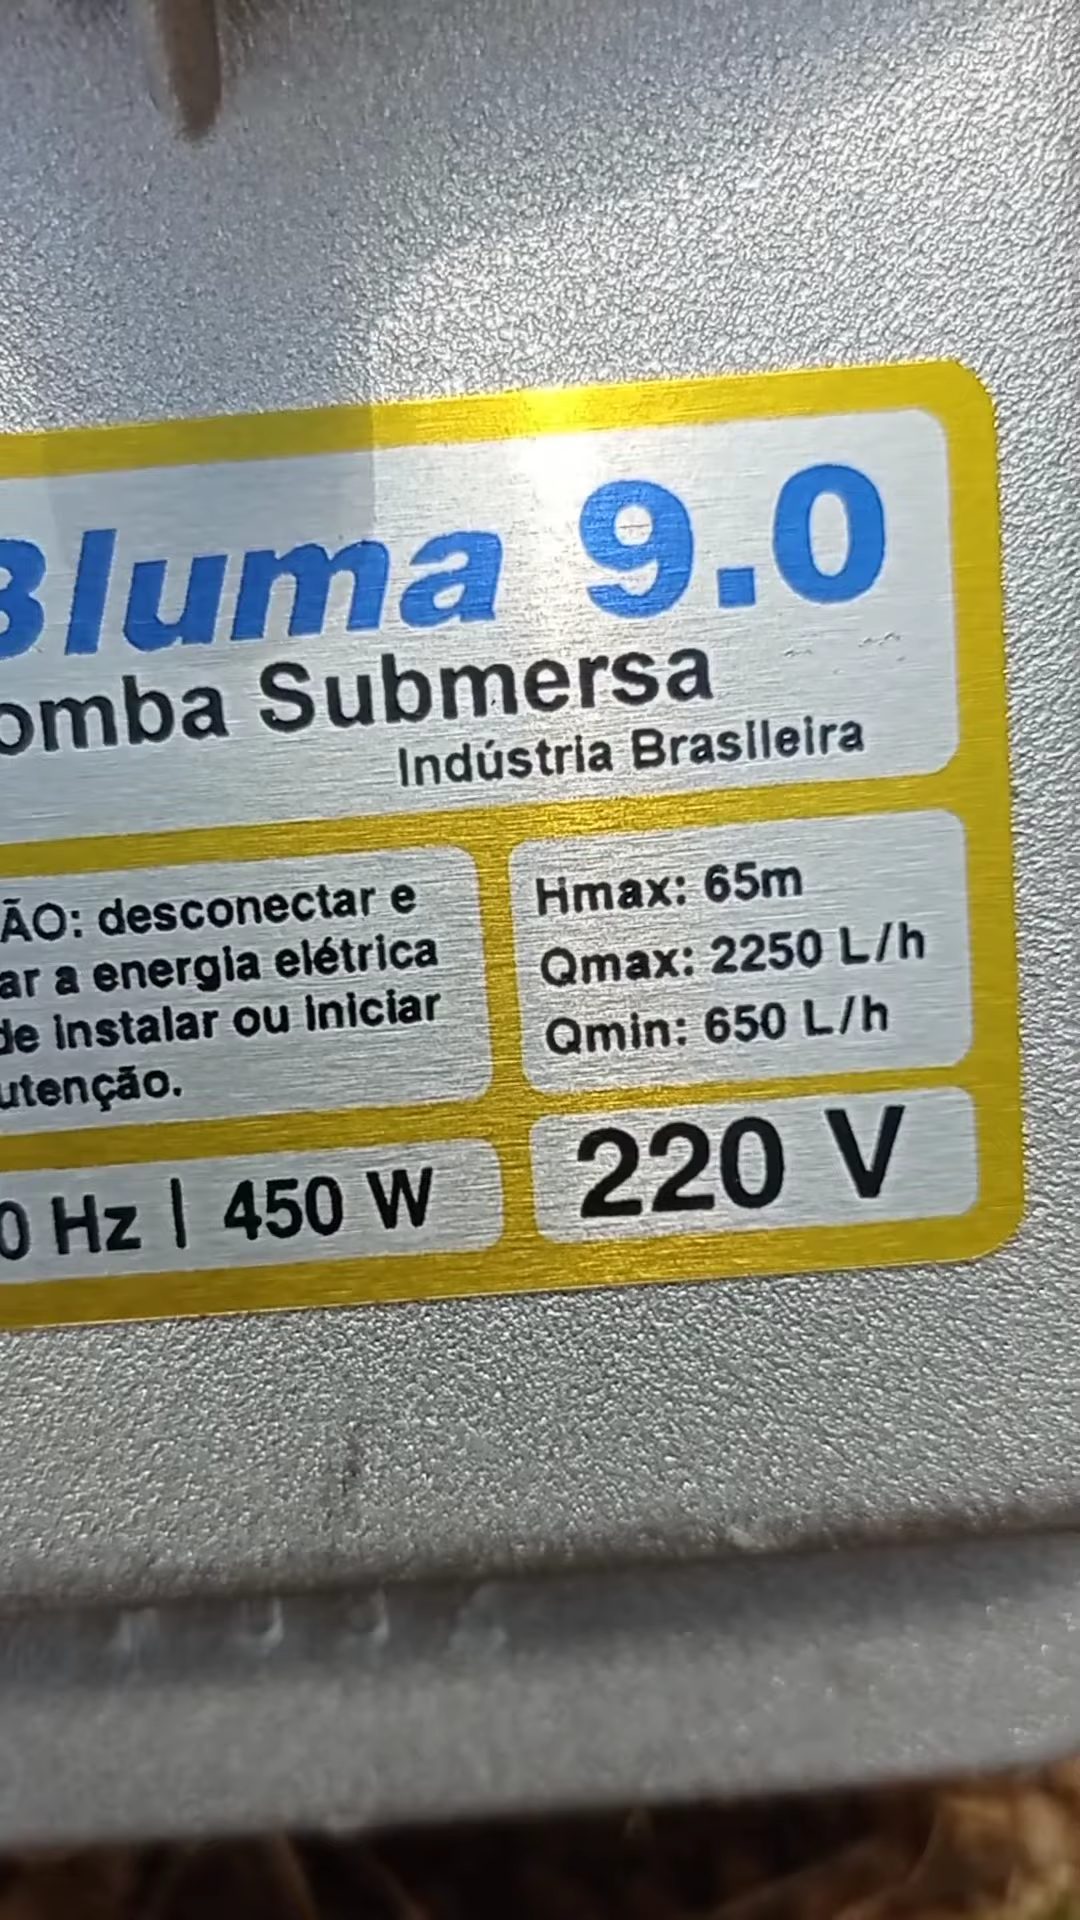 Bluma 9.0
omba Submersa
Indústria Brasileira
ÃO: desconectar e
ar a energia elétrica
de instalar ou iniciar
utenção.
Hmax: 65m
Qmax: 2250 L/h
Qmin: 650 L/h
0 Hz | 450 W
220 V